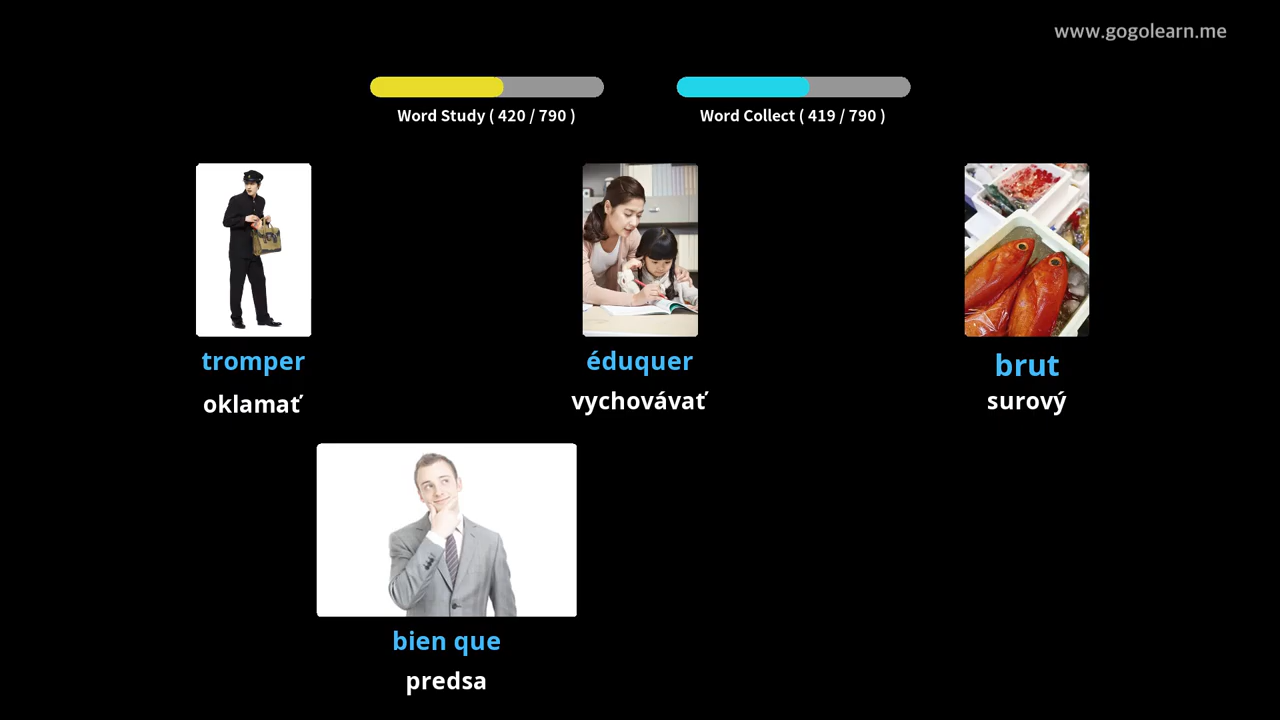 www.gogolearn.me
Word Study ( 420 / 790 )
Word Collect ( 419 / 790 )
tromper
oklamať
éduquer
vychovávať
brut
surový
bien que
predsa